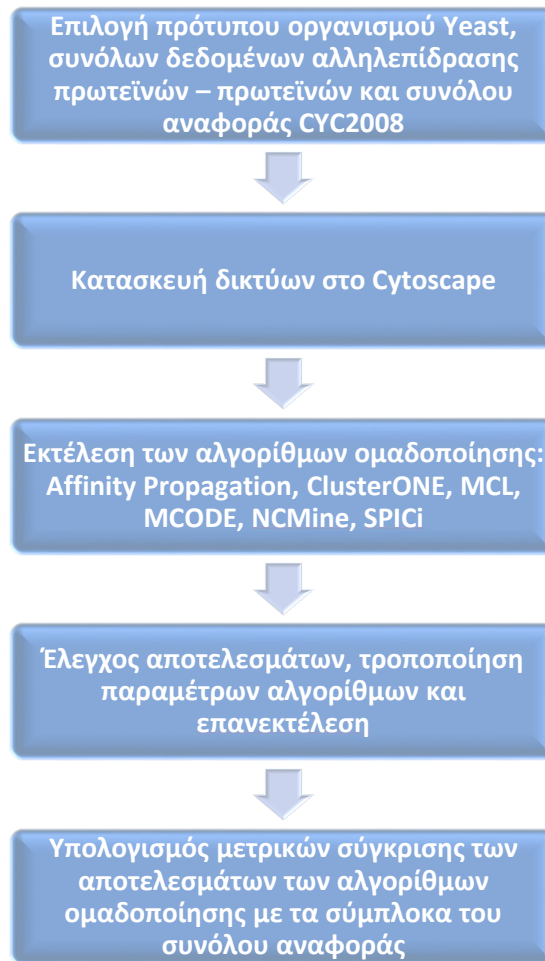 Επιλογή πρότυπου οργανισμού Yeast,
συνόλων δεδομένων αλληλεπίδρασης
πρωτεϊνών – πρωτεϊνών και συνόλου
αναφοράς CYC2008
Κατασκευή δικτύων στο Cytoscape
Εκτέλεση των αλγορίθμων ομαδοποίησης:
Affinity Propagation, ClusterONE, MCL,
MCODE, NCMine, SPICi
Έλεγχος αποτελεσμάτων, τροποποίηση
παραμέτρων αλγορίθμων και
επανεκτέλεση
Υπολογισμός μετρικών σύγκρισης των
αποτελεσμάτων των αλγορίθμων
ομαδοποίησης με τα σύμπλοκα του
συνόλου αναφοράς